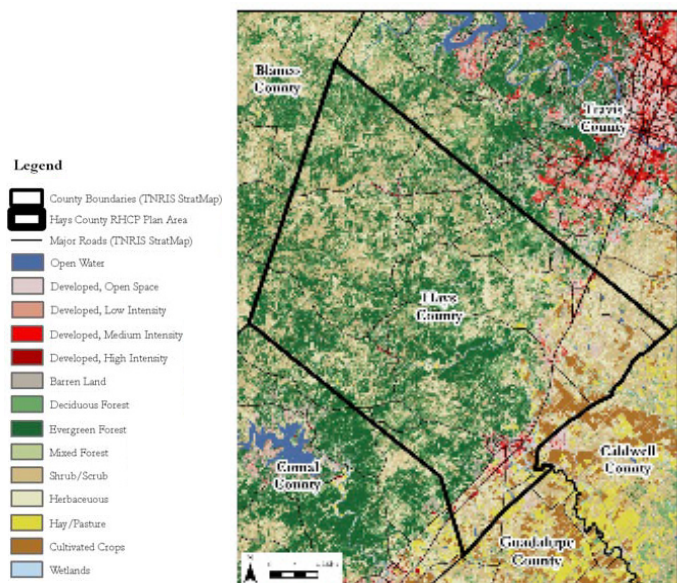 Blanco
County
Travis
County
Legend
County Boundaries (TNRIS StratMap)
Hays County RHCP Plan Area
Major Roads (TNRIS StratMap)
Open Water
Developed, Open Space
Developed, Low Intensity
Developed, Medium Intensity
Developed, High Intensity
Barren Land
Deciduous Forest
Evergreen Forest
Mixed Forest
Shrub/Scrub
Herbaceuous
Hay/Pasture
Cultivated Crops
Wetlands
Hays
County
Comal
County
Caldwell
County
Guadalupe
County